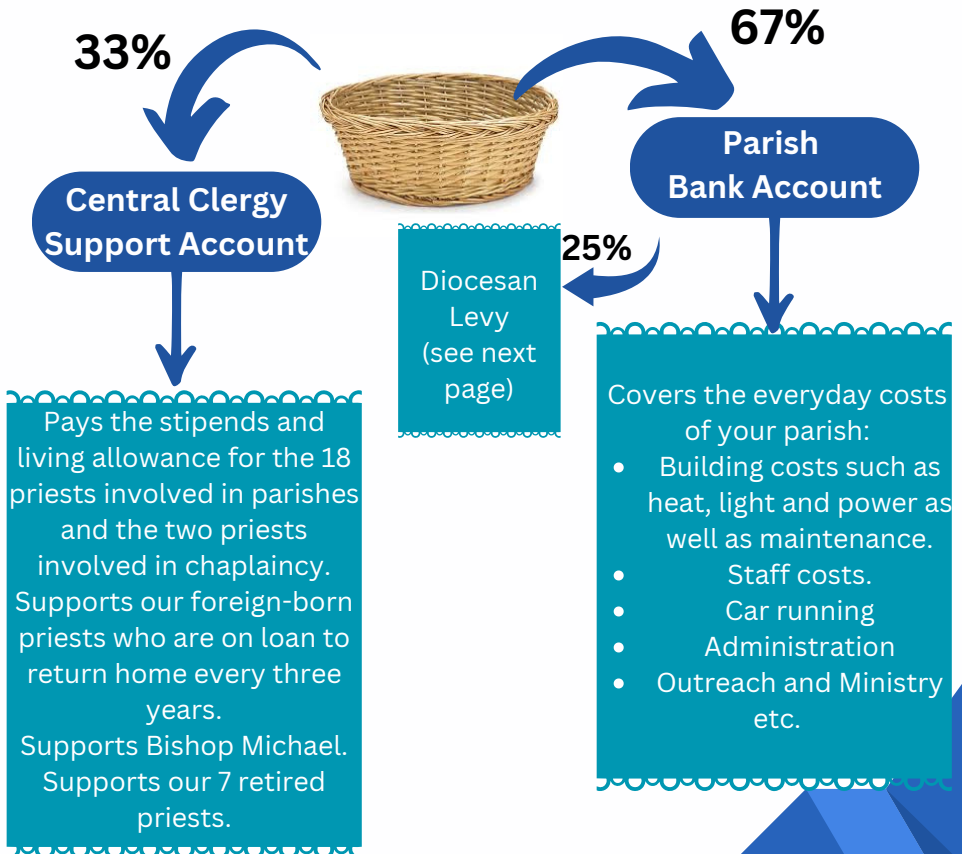 33%
67%
Central Clergy
Support Account
Parish
Bank Account
25%
Diocesan
Levy
(see next
page)
Pays the stipends and
living allowance for the 18
priests involved in parishes
and the two priests
involved in chaplaincy.
Supports our foreign-born
priests who are on loan to
return home every three
years.
Supports Bishop Michael.
Supports our 7 retired
priests.
Covers the everyday costs
of your parish:
• Building costs such as
heat, light and power as
well as maintenance.
• Staff costs.
• Car running
• Administration
• Outreach and Ministry
etc.